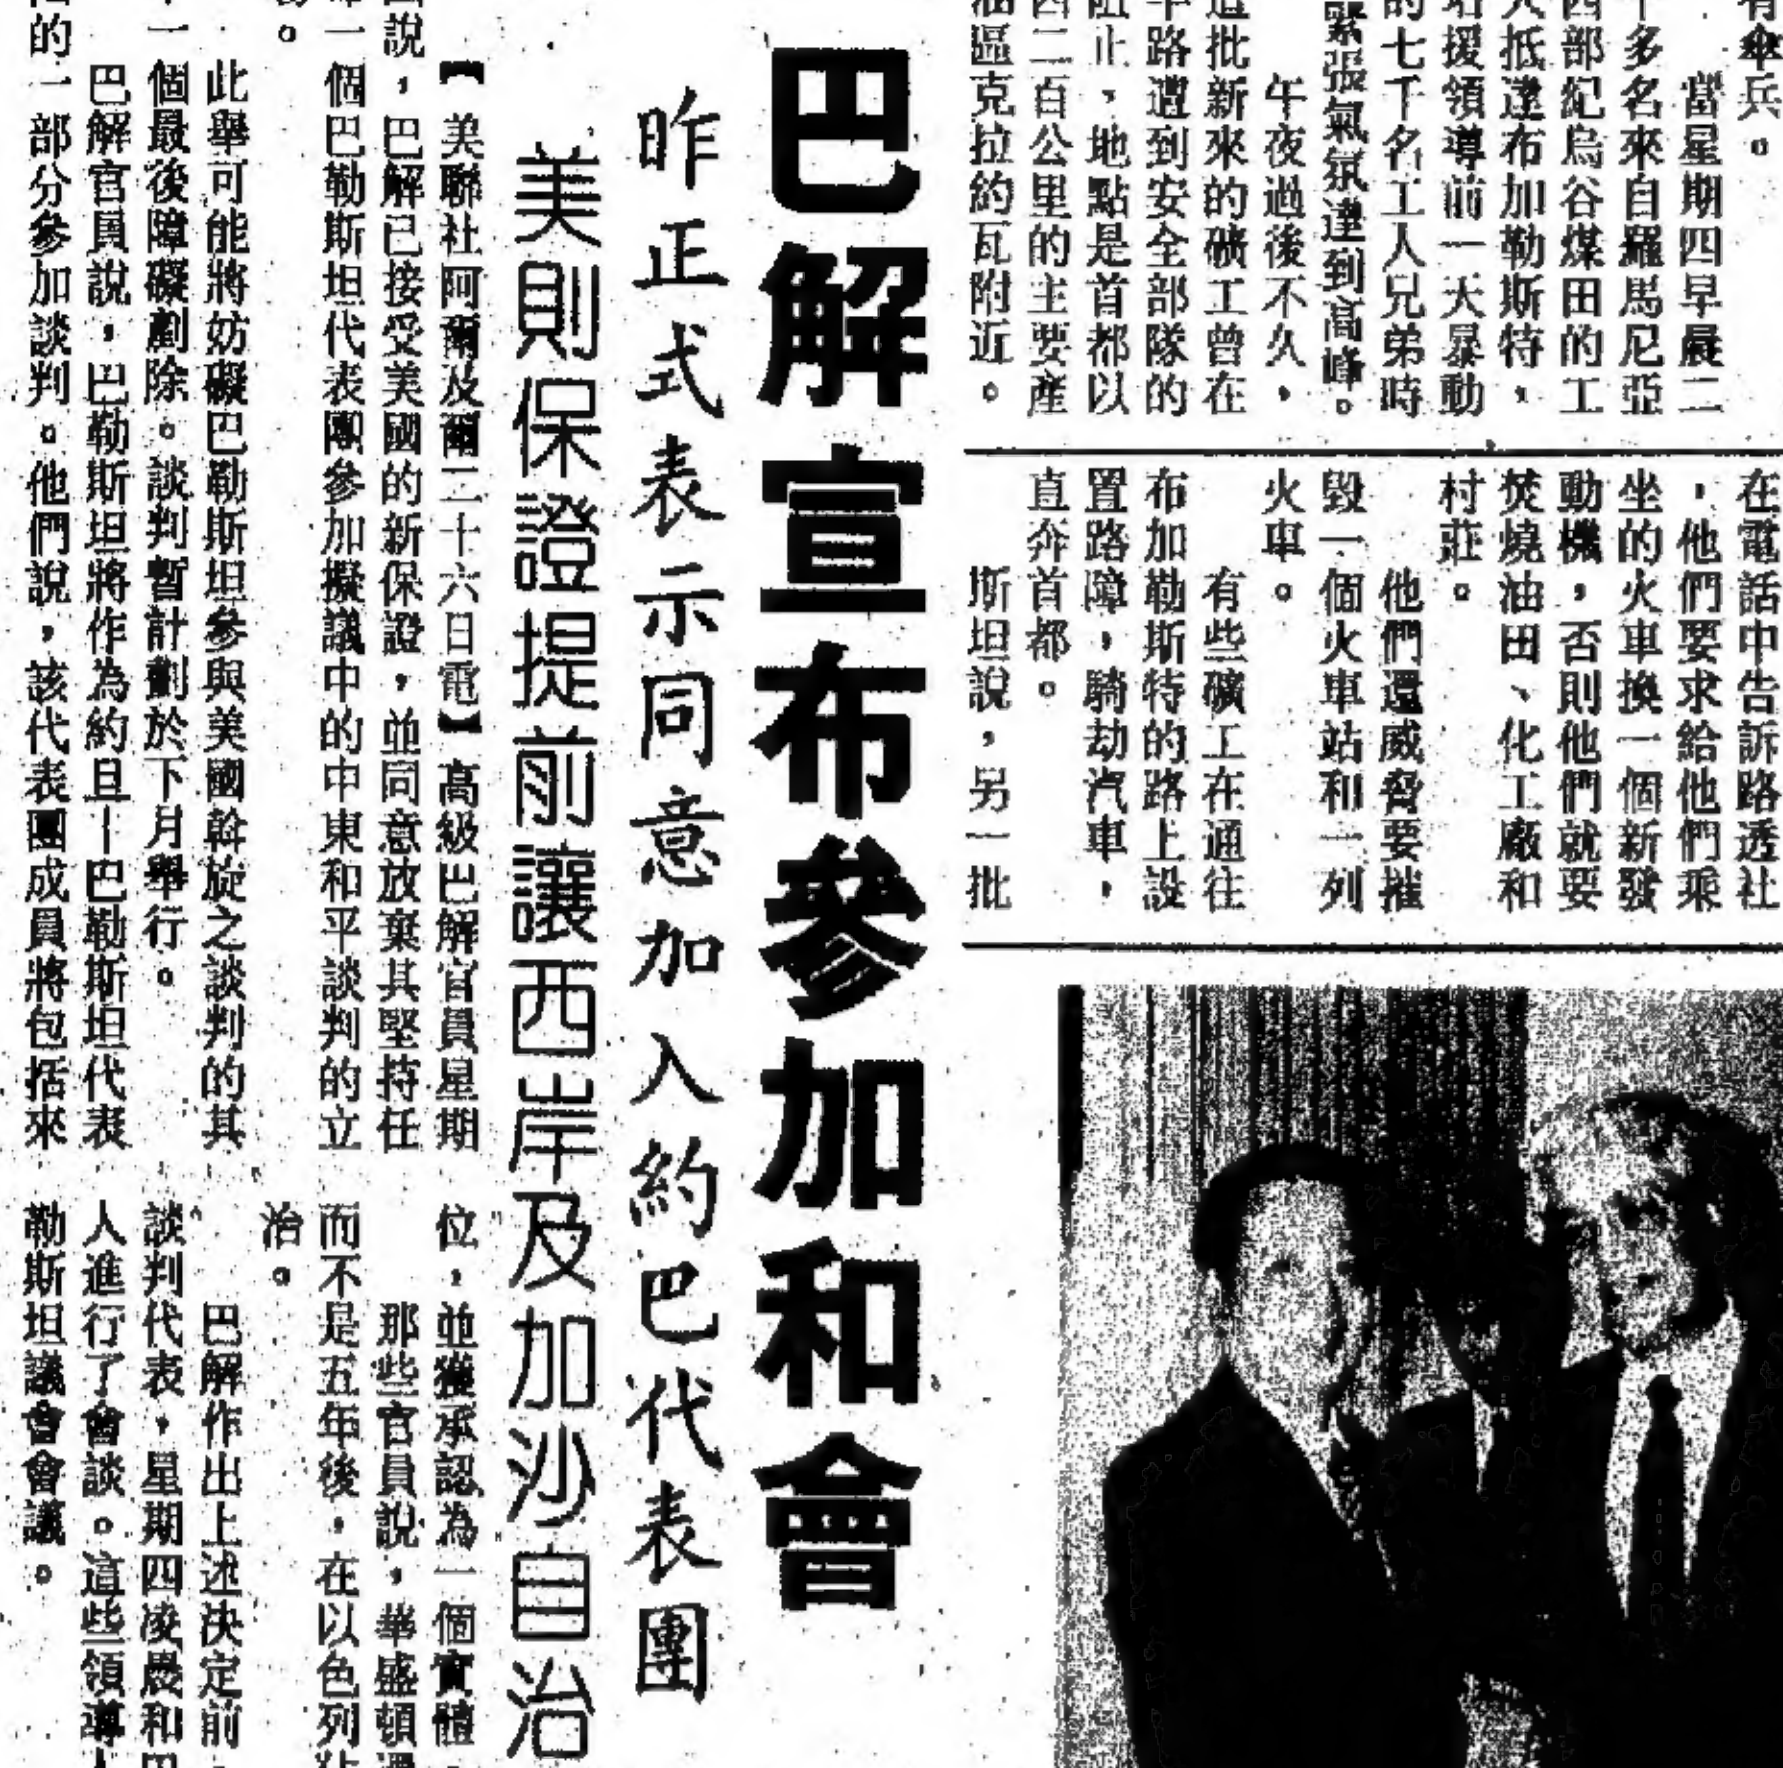 有傘兵。
當星期四早晨二
多名來自羅馬尼亞
西部紀烏谷煤田的工
人抵達布加勒斯特,
援領導前一天暴動
的七千名工人兄弟時
緊張氣氛達到高峰。
午夜過後不久,
這批新來的礦工曾在
半路遭到安全部隊的
阻止,地點是首都以
西二百公里的主要產
油區克拉約瓦附近。
在電話中告訴路透社
,他們要求給他們乘
坐的火車換一個新發
動機,否則他們就要
焚燒油田、化工廠和
村莊。
他們還威脅要摧
毀一個火車站和一列
火車。
有些礦工在通往
布加勒斯特的路上設
置路障,騎劫汽車,
直奔首都。
斯坦說,另一批
巴解宣布參加和會
昨正式表示同意加入約巴代表團
美則保證提前讓西岸及加沙自治
【美聯社阿爾及爾二十六日電】高級巴解官員星期
說,巴解已接受美國的新保證,並同意放棄其堅持任
一個巴勒斯坦代表團參加擬議中的中東和平談判的立
。
此舉可能將妨礙巴勒斯坦參與美國斡旋之談判的其
一個最後障礙剷除。談判暫計劃於下月舉行。
巴解官員說,巴勒斯坦將作為約旦—巴勒斯坦代表
的一部分參加談判。他們說,該代表團成員將包括來
位,並獲承認為一個實體。
那些官員說,華盛頓
而不是五年後,在以色列
治。
巴解作出上述決定前,
談判代表,星期四凌晨和
人進行了會談。這些領導
勒斯坦議會會議。